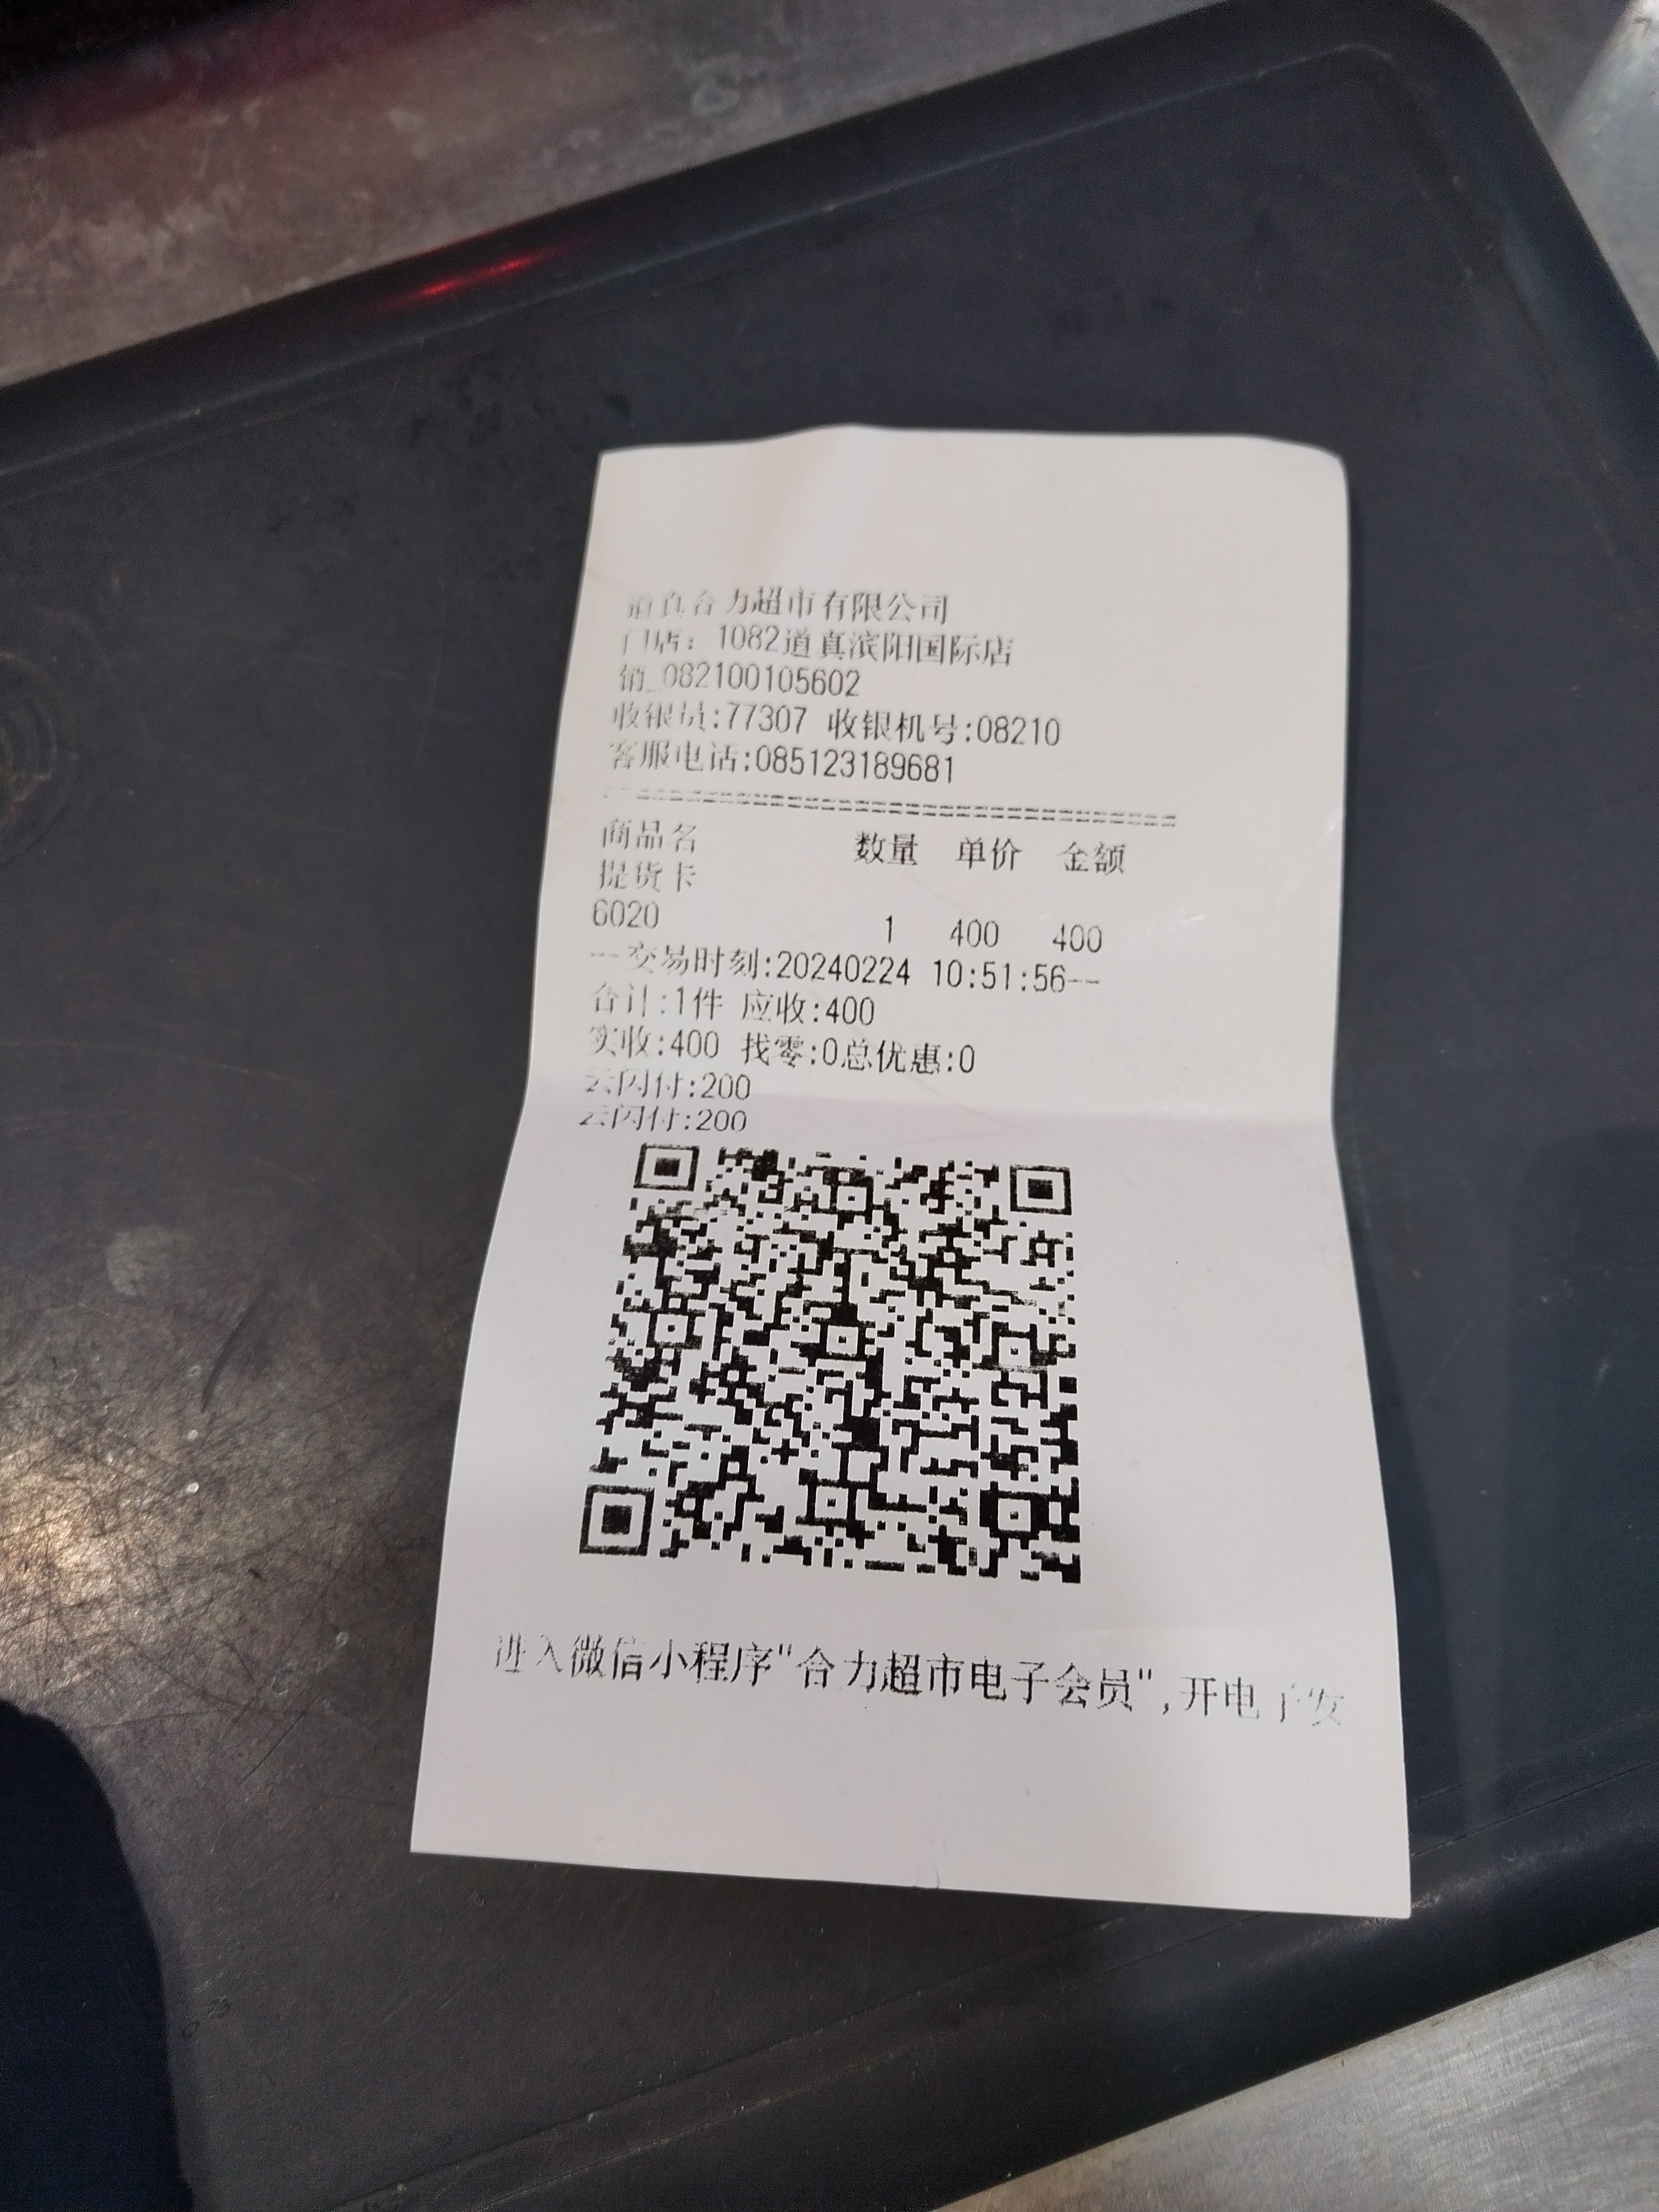 道真合力超市有限公司
门店：1082道真滨阳国际店
销_082100105602
收银员:77307 收银机号:08210
客服电话:085123189681
商品名 数量 单价 金额
提货卡
6020 1 400 400
--交易时刻:20240224 10:51:56--
合计:1件 应收:400
实收:400 找零:0总优惠:0
云闪付:200
云闪付:200
进入微信小程序"合力超市电子会员",开电子发